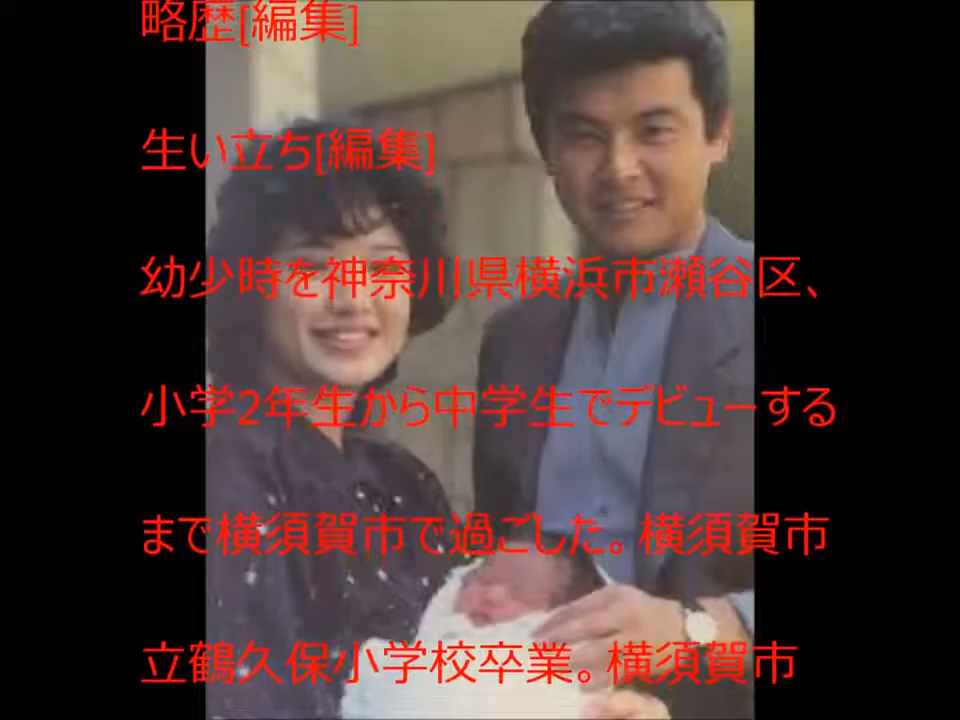 略歴[編集]
生い立ち[編集]
幼少時を神奈川県横浜市瀬谷区、
小学2年生から中学生でデビューする
まで横須賀市で過ごした。横須賀市
立鶴久保小学校卒業。横須賀市